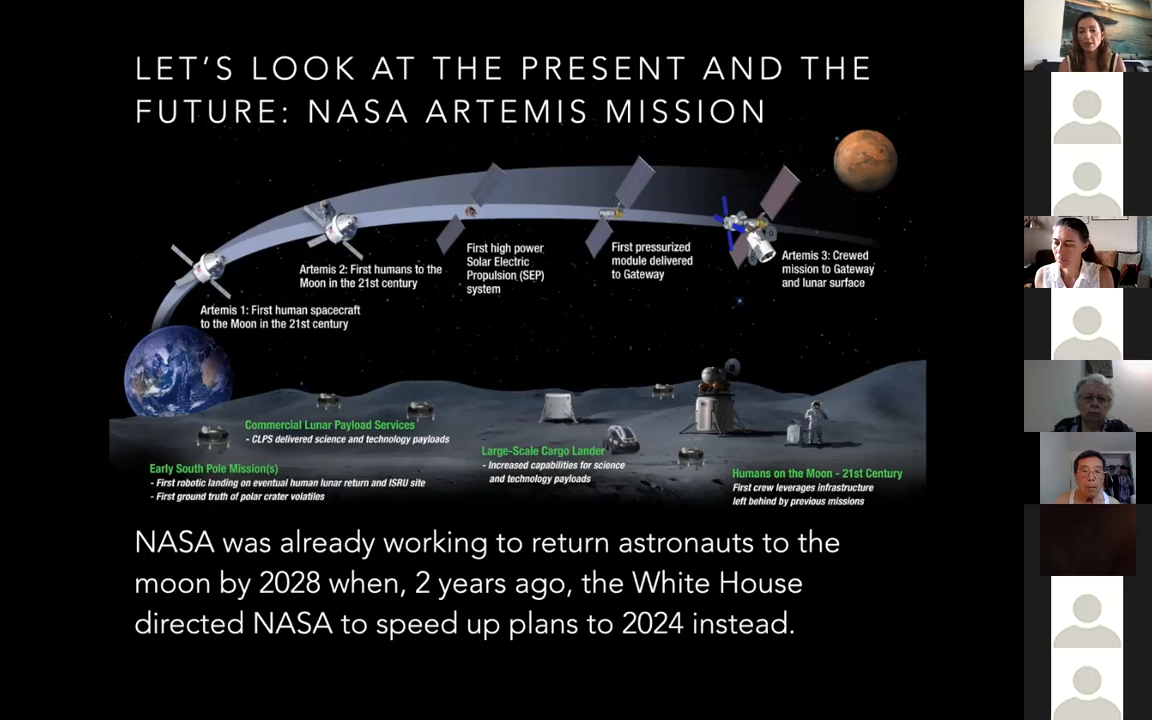 LET'S LOOK AT THE PRESENT AND THE
FUTURE: NASA ARTEMIS MISSION
Artemis 1: First human spacecraft
to the Moon in the 21st century
Artemis 2: First humans to the
Moon in the 21st century
First high power
Solar Electric
Propulsion (SEP)
system
First pressurized
module delivered
to Gateway
Artemis 3: Crewed
mission to Gateway
and lunar surface
Commercial Lunar Payload Services
- CLPS delivered science and technology payloads
Early South Pole Mission(s)
- First robotic landing on eventual human lunar return and ISRU site
- First ground truth of polar crater volatiles
Large-Scale Cargo Lander
- Increased capabilities for science
and technology payloads
Humans on the Moon - 21st Century
First crew leverages infrastructure
left behind by previous missions
NASA was already working to return astronauts to the
moon by 2028 when, 2 years ago, the White House
directed NASA to speed up plans to 2024 instead.